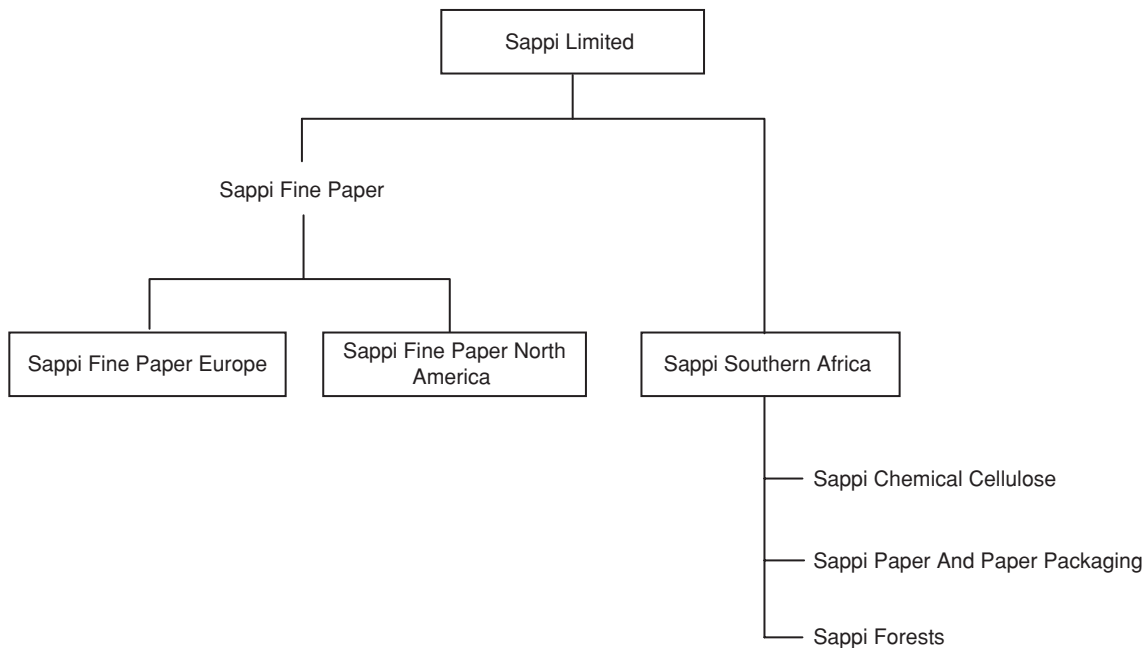 Sappi Limited
Sappi Fine Paper
Sappi Fine Paper Europe
Sappi Fine Paper North
America
Sappi Southern Africa
Sappi Chemical Cellulose
Sappi Paper And Paper Packaging
Sappi Forests